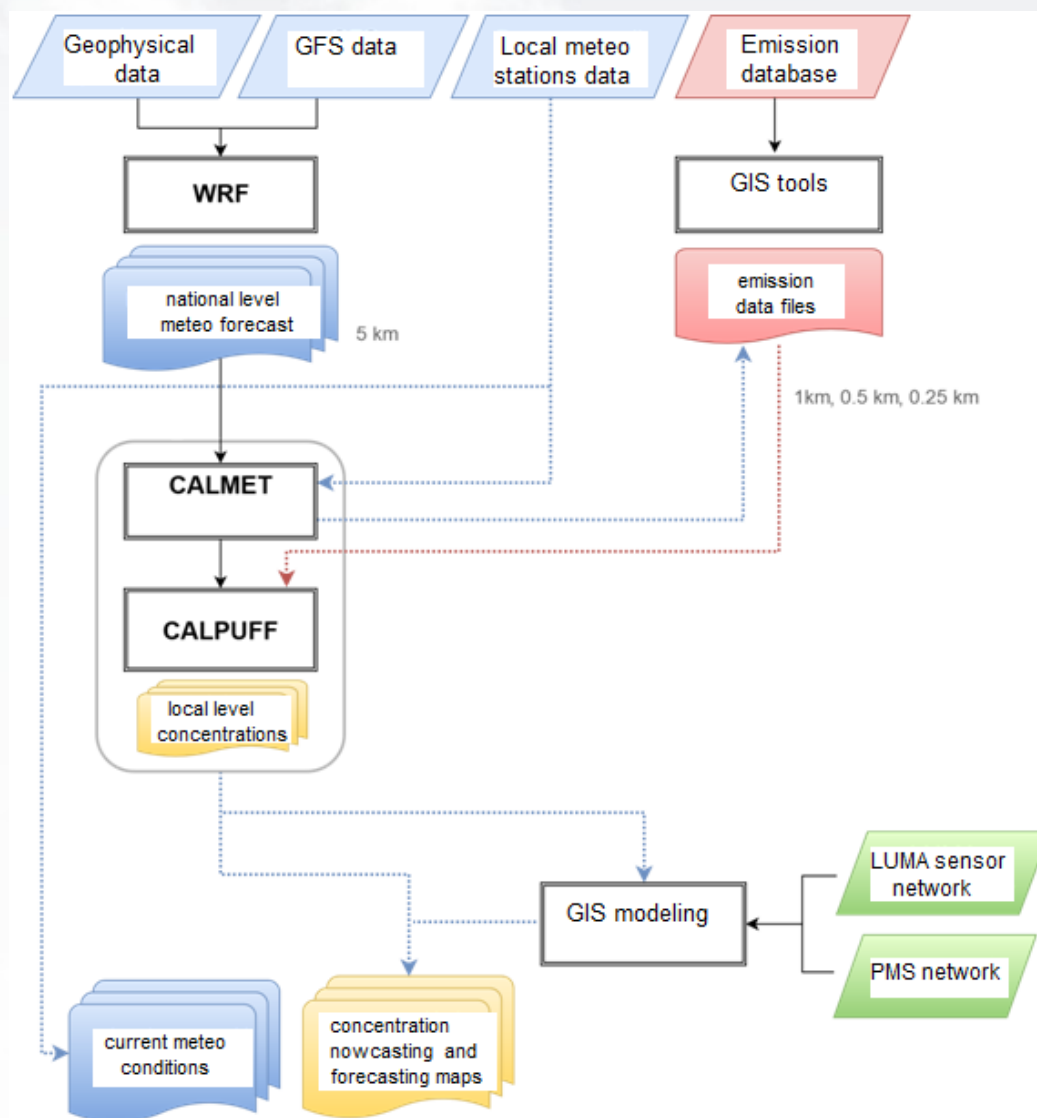 Geophysical
data
GFS data
Local meteo
stations data
Emission
database
WRF
GIS tools
national level
meteo forecast
5 km
emission
data files
1km, 0.5 km, 0.25 km
CALMET
CALPUFF
local level
concentrations
GIS modeling
LUMA sensor
network
PMS network
current meteo
conditions
concentration
nowcasting and
forecasting maps